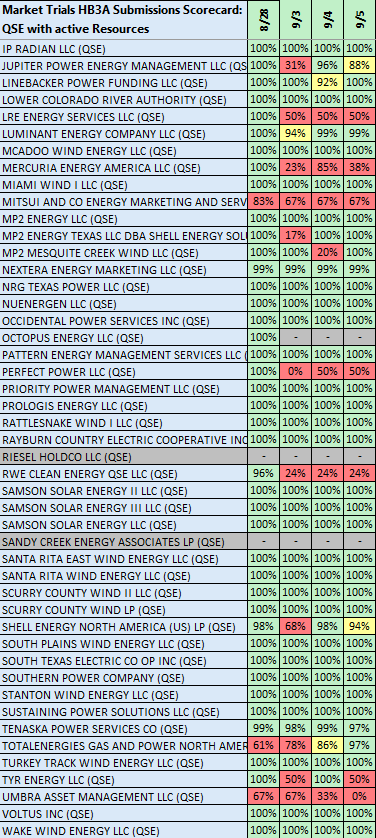 Market Trials HB3A Submissions Scorecard:
QSE with active Resources 8/28 9/3 9/4 9/5
IP RADIAN LLC (QSE) 100% 100% 100% 100%
JUPITER POWER ENERGY MANAGEMENT LLC (QS 100% 31% 96% 88%
LINEBACKER POWER FUNDING LLC (QSE) 100% 100% 92% 100%
LOWER COLORADO RIVER AUTHORITY (QSE) 100% 100% 100% 100%
LRE ENERGY SERVICES LLC (QSE) 100% 50% 50% 50%
LUMINANT ENERGY COMPANY LLC (QSE) 100% 94% 99% 99%
MCADOO WIND ENERGY LLC (QSE) 100% 100% 100% 100%
MERCURIA ENERGY AMERICA LLC (QSE) 100% 23% 85% 38%
MIAMI WIND I LLC (QSE) 100% 100% 100% 100%
MITSUI AND CO ENERGY MARKETING AND SERV 83% 67% 67% 67%
MP2 ENERGY LLC (QSE) 100% 100% 100% 100%
MP2 ENERGY TEXAS LLC DBA SHELL ENERGY SOLU 100% 17% 100% 100%
MP2 MESQUITE CREEK WIND LLC (QSE) 100% 100% 20% 100%
NEXTERA ENERGY MARKETING LLC (QSE) 99% 99% 99% 99%
NRG TEXAS POWER LLC (QSE) 100% 100% 100% 100%
NUENERGEN LLC (QSE) 100% 100% 100% 100%
OCCIDENTAL POWER SERVICES INC (QSE) 100% 100% 100% 100%
OCTOPUS ENERGY LLC (QSE) 100% - - -
PATTERN ENERGY MANAGEMENT SERVICES LLC ( 100% 100% 100% 100%
PERFECT POWER LLC (QSE) 100% 0% 50% 50%
PRIORITY POWER MANAGEMENT LLC (QSE) 100% 100% 100% 100%
PROLOGIS ENERGY LLC (QSE) 100% 100% 100% 100%
RATTLESNAKE WIND I LLC (QSE) 100% 100% 100% 100%
RAYBURN COUNTRY ELECTRIC COOPERATIVE INC 100% 100% 100% 100%
RIESEL HOLDCO LLC (QSE) - - - -
RWE CLEAN ENERGY QSE LLC (QSE) 96% 24% 24% 24%
SAMSON SOLAR ENERGY II LLC (QSE) 100% 100% 100% 100%
SAMSON SOLAR ENERGY III LLC (QSE) 100% 100% 100% 100%
SAMSON SOLAR ENERGY LLC (QSE) 100% 100% 100% 100%
SANDY CREEK ENERGY ASSOCIATES LP (QSE) - - - -
SANTA RITA EAST WIND ENERGY LLC (QSE) 100% 100% 100% 100%
SANTA RITA WIND ENERGY LLC (QSE) 100% 100% 100% 100%
SCURRY COUNTY WIND II LLC (QSE) 100% 100% 100% 100%
SCURRY COUNTY WIND LP (QSE) 100% 100% 100% 100%
SHELL ENERGY NORTH AMERICA (US) LP (QSE) 98% 68% 98% 94%
SOUTH PLAINS WIND ENERGY LLC (QSE) 100% 100% 100% 100%
SOUTH TEXAS ELECTRIC CO OP INC (QSE) 100% 100% 100% 100%
SOUTHERN POWER COMPANY (QSE) 100% 100% 100% 100%
STANTON WIND ENERGY LLC (QSE) 100% 100% 100% 100%
SUSTAINING POWER SOLUTIONS LLC (QSE) 100% 100% 100% 100%
TENASKA POWER SERVICES CO (QSE) 99% 98% 99% 97%
TOTALENERGIES GAS AND POWER NORTH AMER 61% 78% 86% 97%
TURKEY TRACK WIND ENERGY LLC (QSE) 100% 100% 100% 100%
TYR ENERGY LLC (QSE) 100% 50% 100% 50%
UMBRA ASSET MANAGEMENT LLC (QSE) 67% 67% 33% 0%
VOLTUS INC (QSE) 100% 100% 100% 100%
WAKE WIND ENERGY LLC (QSE) 100% 100% 100% 100%